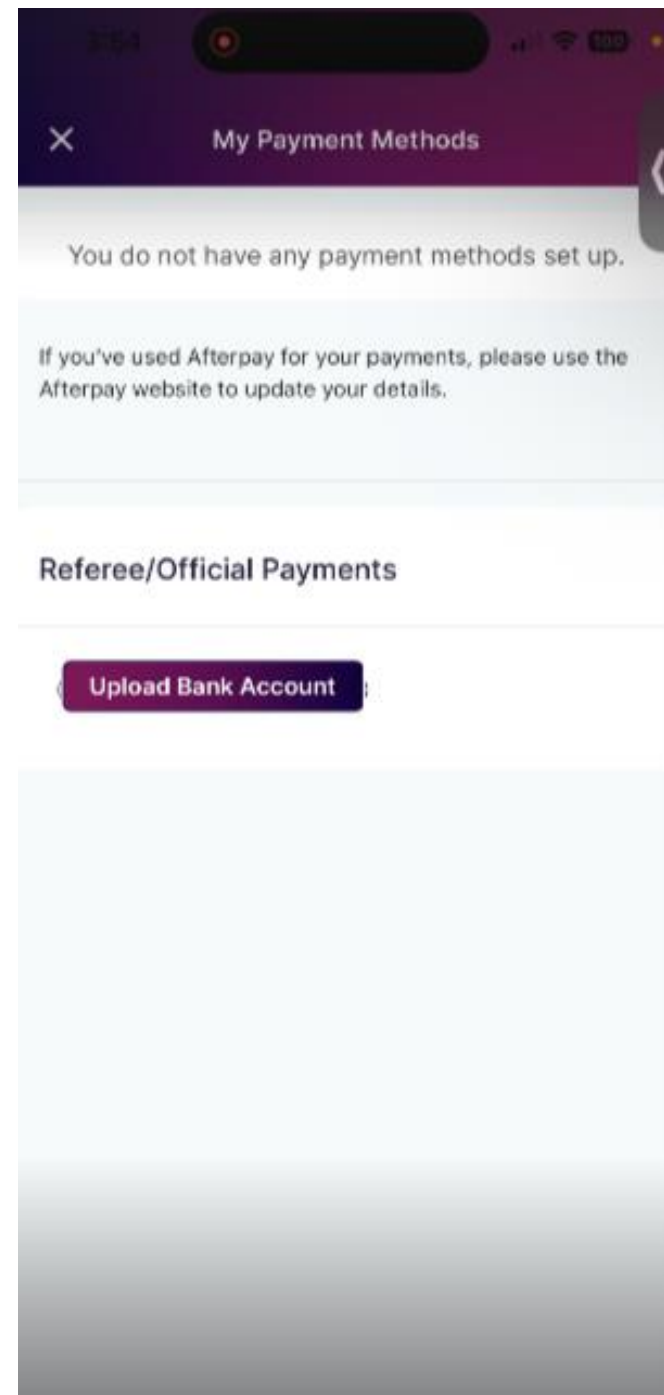 My Payment Methods
You do not have any payment methods set up.
If you've used Afterpay for your payments, please use the
Afterpay website to update your details.
Referee/Official Payments
Upload Bank Account